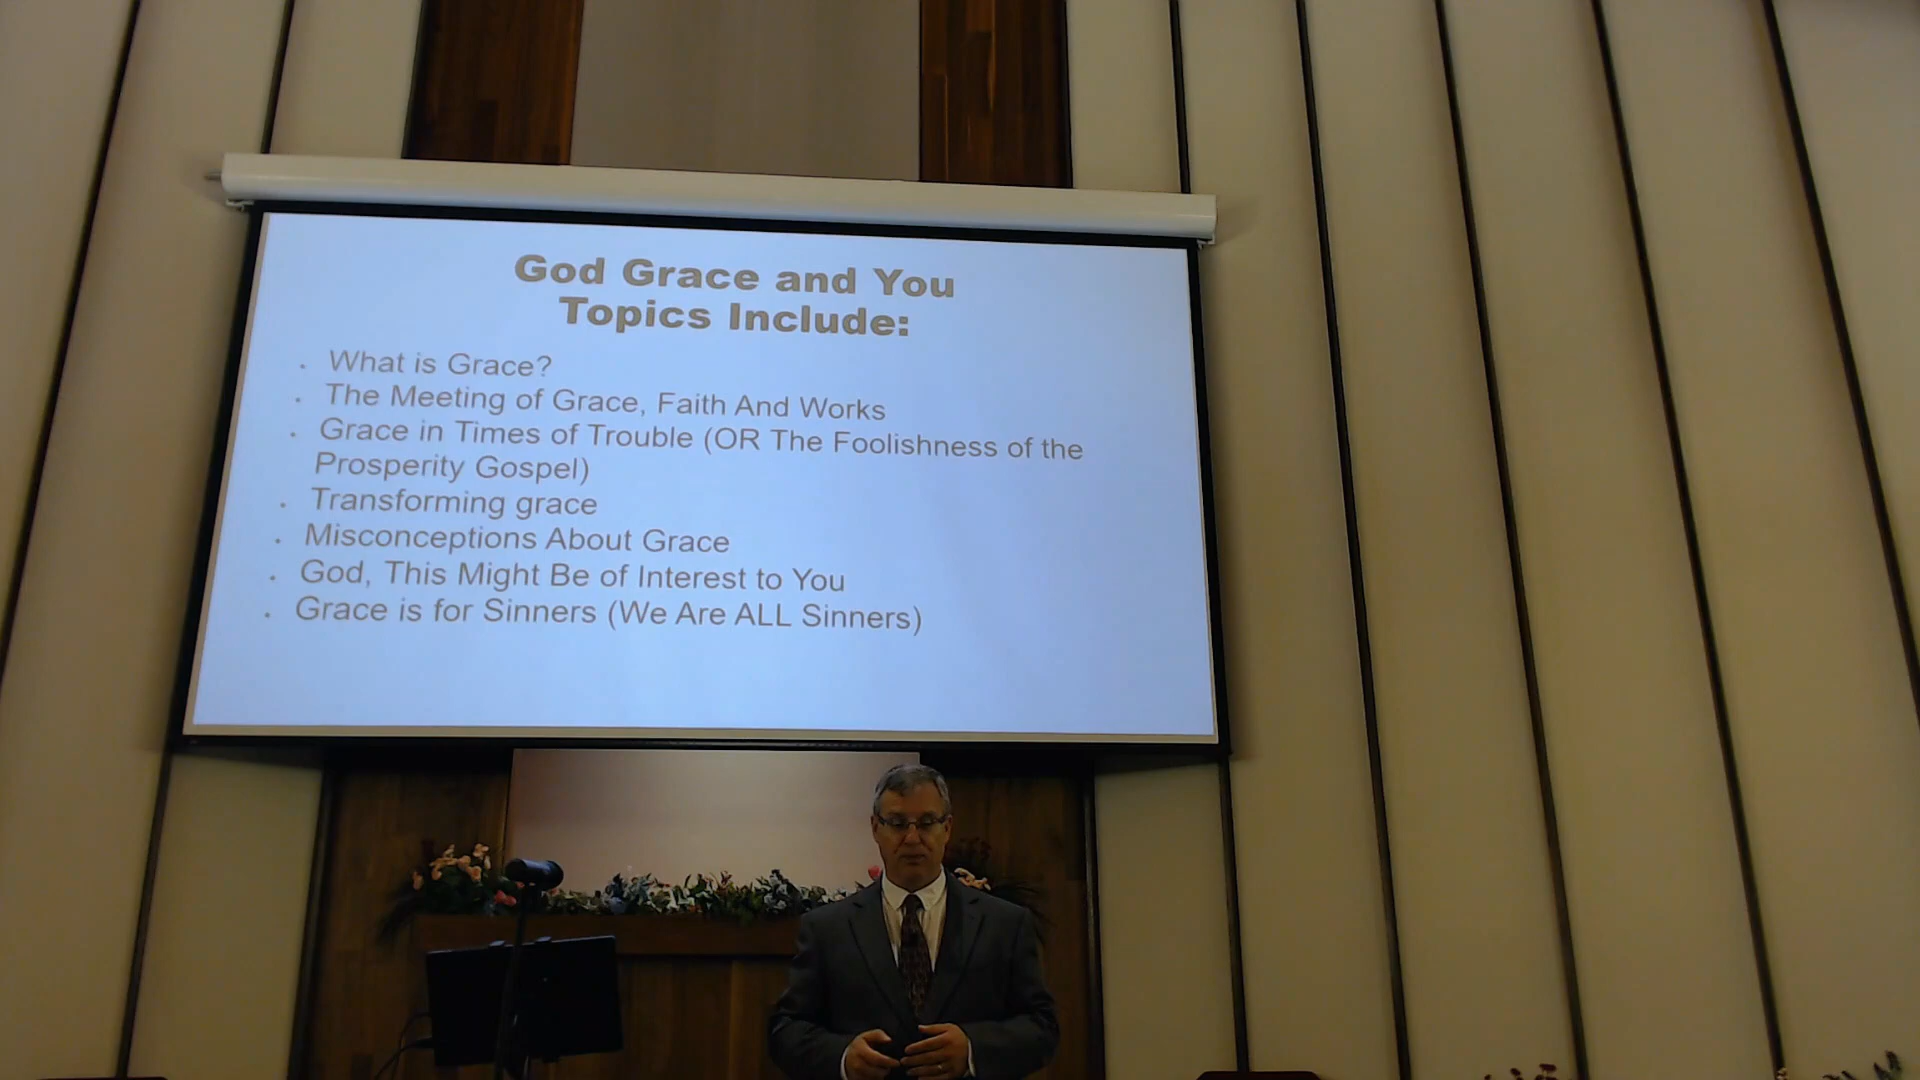 God Grace and You
Topics Include:
. What is Grace?
. The Meeting of Grace, Faith And Works
. Grace in Times of Trouble (OR The Foolishness of the
Prosperity Gospel)
. Transforming grace
. Misconceptions About Grace
. God, This Might Be of Interest to You
. Grace is for Sinners (We Are ALL Sinners)